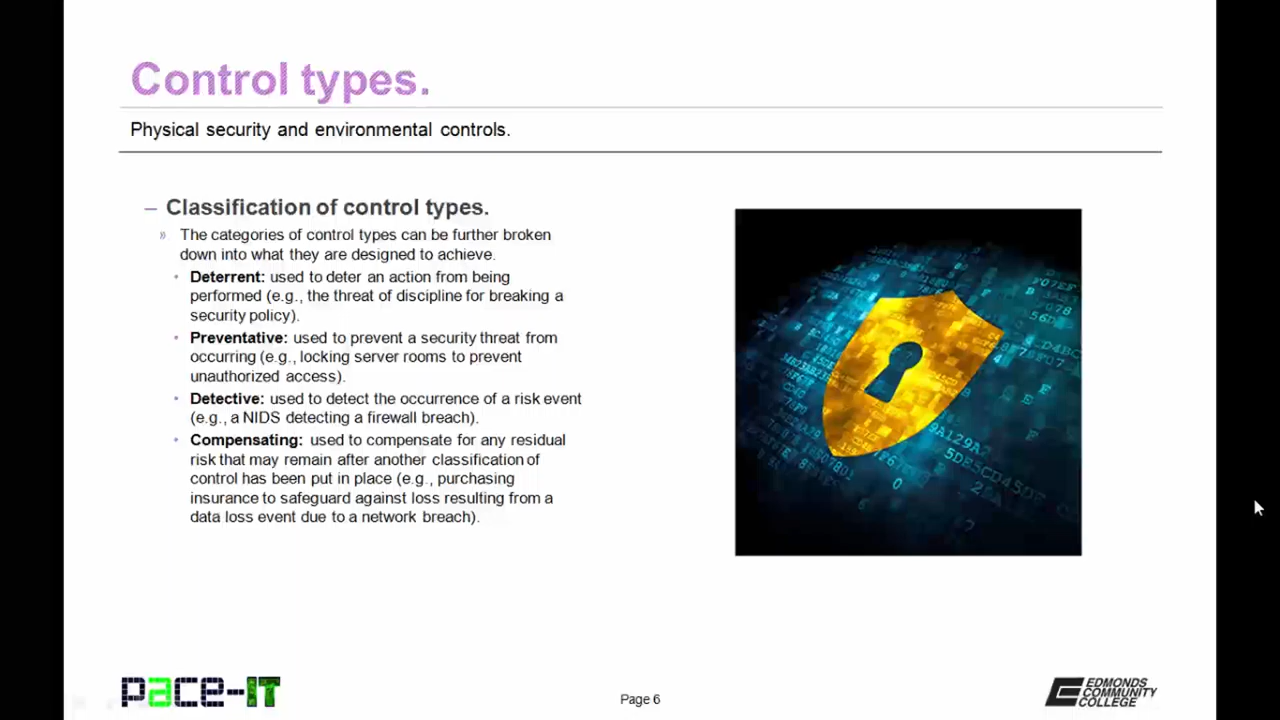 Control types.
Physical security and environmental controls.
– Classification of control types.
» The categories of control types can be further broken
down into what they are designed to achieve.
• Deterrent: used to deter an action from being
performed (e.g., the threat of discipline for breaking a
security policy).
• Preventative: used to prevent a security threat from
occurring (e.g., locking server rooms to prevent
unauthorized access).
• Detective: used to detect the occurrence of a risk event
(e.g., a NIDS detecting a firewall breach).
• Compensating: used to compensate for any residual
risk that may remain after another classification of
control has been put in place (e.g., purchasing
insurance to safeguard against loss resulting from a
data loss event due to a network breach).
F07EF
078
56D
9A129A2
5DE5CD45DF
pace-IT
Page 6
EDMONDS
COMMUNITY
COLLEGE